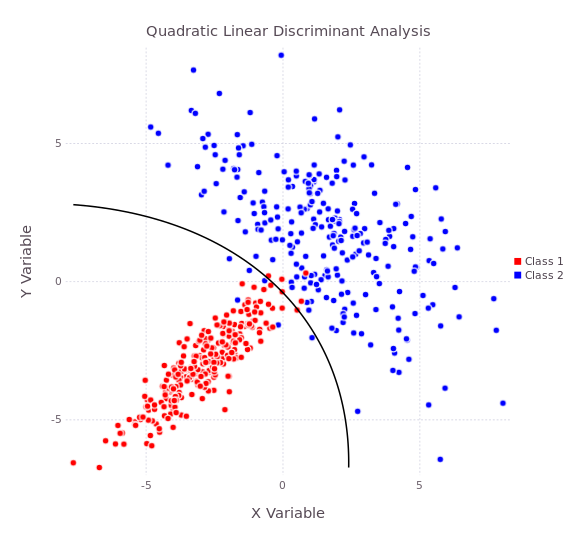 Quadratic Linear Discriminant Analysis
Y Variable
5
0
-5
-5
0
5
X Variable
Class 1
Class 2